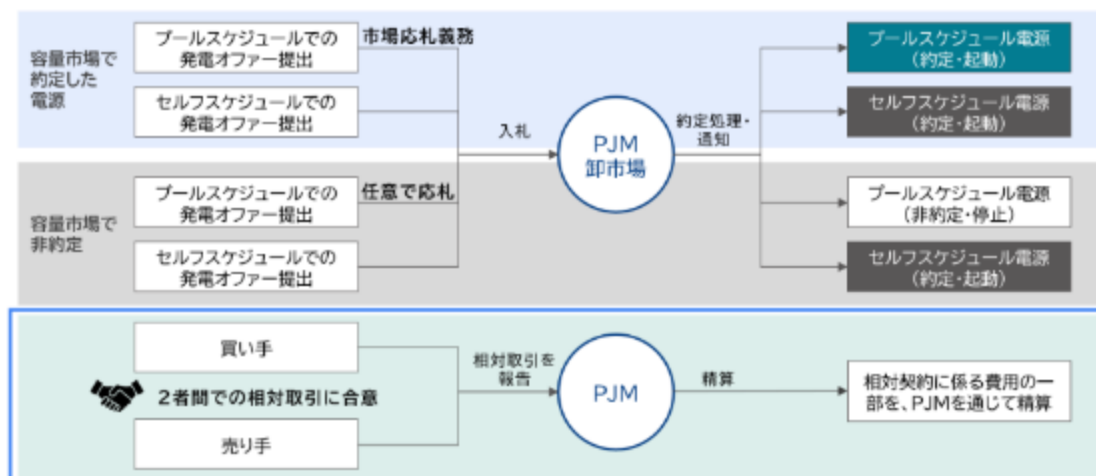 容量市場で
約定した
電源
プールスケジュールでの
発電オファー提出
市場応札義務
セルフスケジュールでの
発電オファー提出
入札
PJM
卸市場
約定処理・
通知
プールスケジュール電源
(約定・起動)
セルフスケジュール電源
(約定・起動)
容量市場で
非約定
プールスケジュールでの
発電オファー提出
任意で応札
セルフスケジュールでの
発電オファー提出
プールスケジュール電源
(非約定・停止)
セルフスケジュール電源
(約定・起動)
買い手
2者間での相対取引に合意
売り手
相対取引を
報告
PJM
精算
相対契約に係る費用の一
部を、PJMを通じて精算